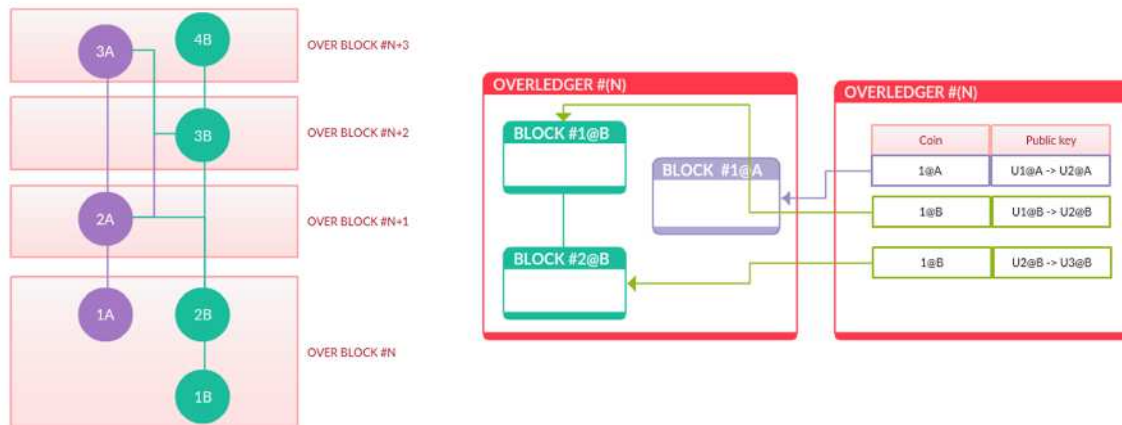 4B
3A
OVER BLOCK #N+3
3B
OVER BLOCK #N+2
2A
OVER BLOCK #N+1
1A
2B
OVER BLOCK #N
1B
OVERLEDGER #(N)
BLOCK #1@B
BLOCK #1@A
BLOCK #2@B
OVERLEDGER #(N)
Coin Public key
1@A U1@A -> U2@A
1@B U1@B -> U2@B
1@B U2@B -> U3@B